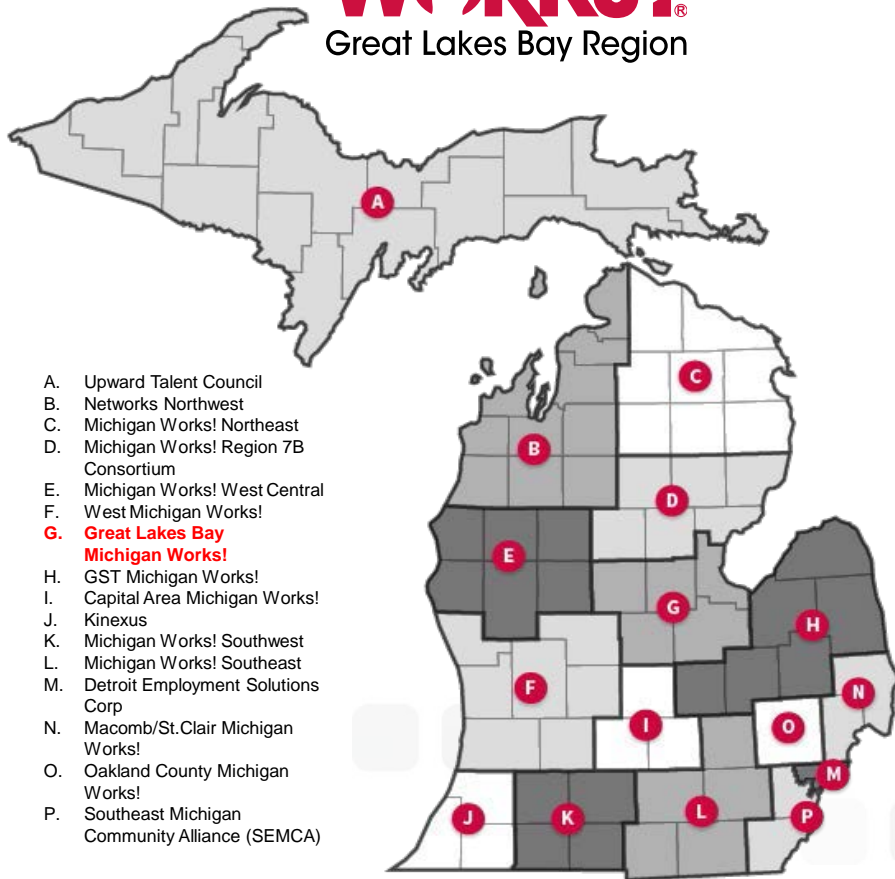 WORKS!®
Great Lakes Bay Region
A
C
B
D
E
G
H
F
N
I
O
M
J
K
L
P
A. Upward Talent Council
B. Networks Northwest
C. Michigan Works! Northeast
D. Michigan Works! Region 7B
Consortium
E. Michigan Works! West Central
F. West Michigan Works!
G. Great Lakes Bay
Michigan Works!
H. GST Michigan Works!
I. Capital Area Michigan Works!
J. Kinexus
K. Michigan Works! Southwest
L. Michigan Works! Southeast
M. Detroit Employment Solutions
Corp
N. Macomb/St.Clair Michigan
Works!
O. Oakland County Michigan
Works!
P. Southeast Michigan
Community Alliance (SEMCA)